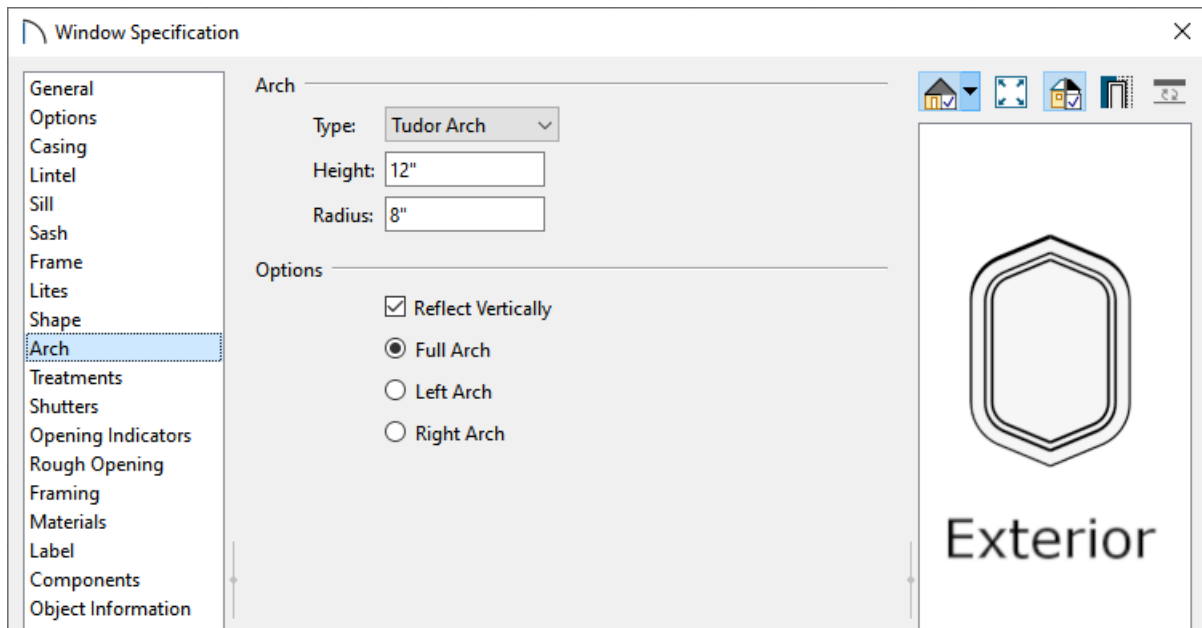 Window Specification
General
Options
Casing
Lintel
Sill
Sash
Frame
Lites
Shape
Arch
Treatments
Shutters
Opening Indicators
Rough Opening
Framing
Materials
Label
Components
Object Information
Arch
Type: Tudor Arch
Height: 12"
Radius: 8"
Options
Reflect Vertically
Full Arch
Left Arch
Right Arch
Exterior